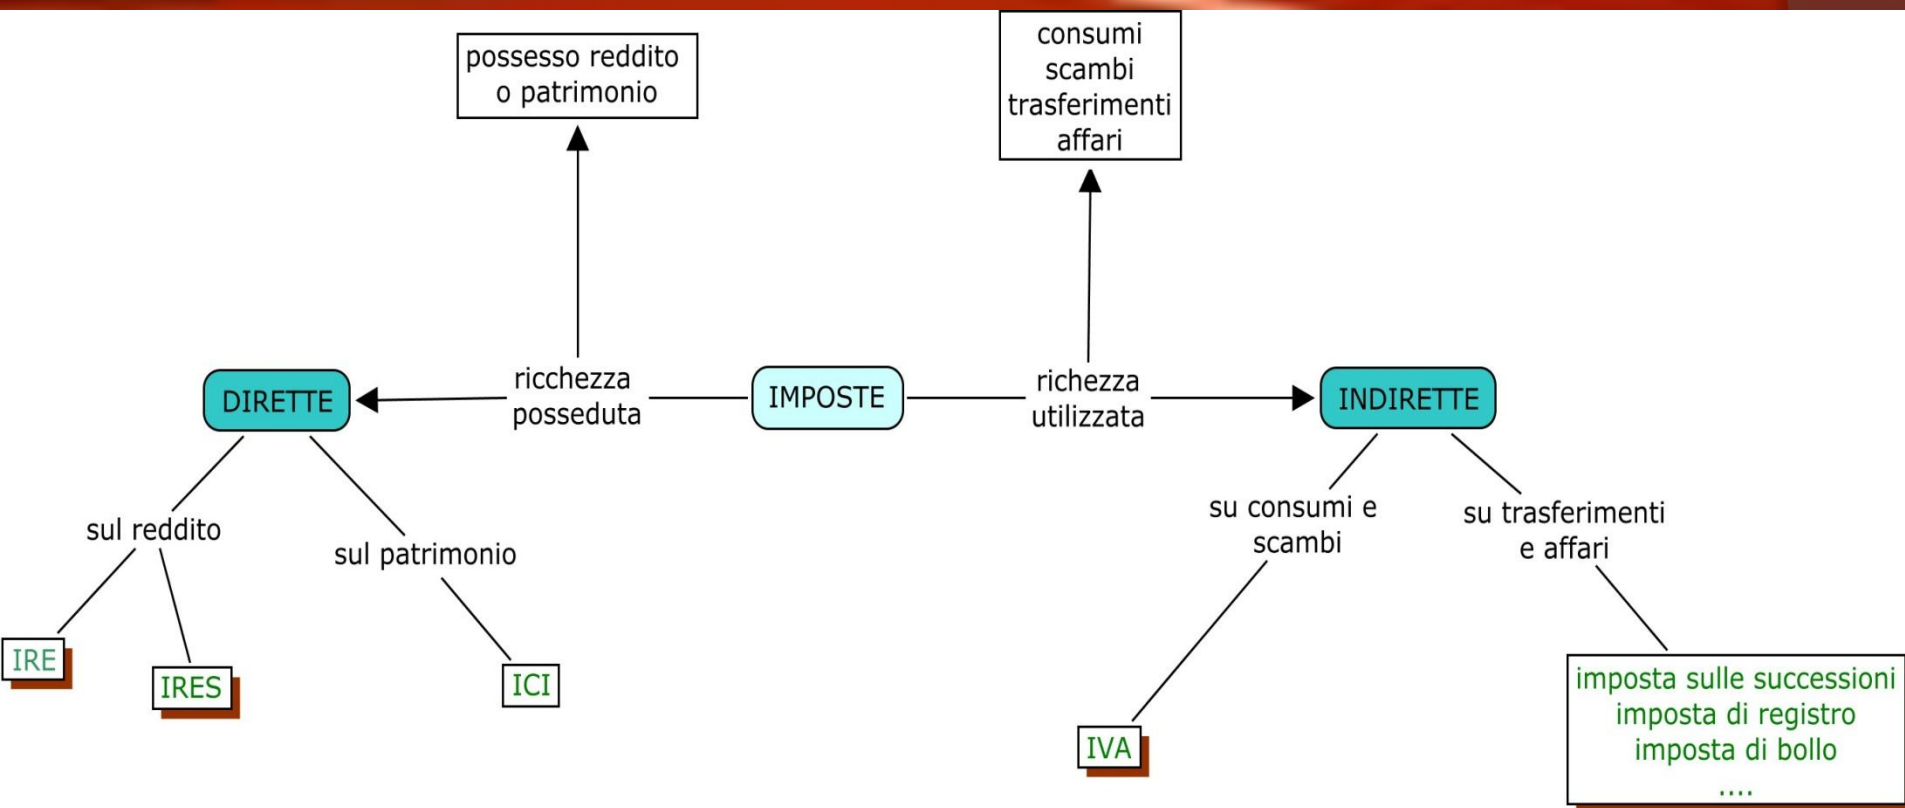 possesso reddito
o patrimonio
consumi
scambi
trasferimenti
affari
DIRETTE
ricchezza
posseduta
IMPOSTE
richezza
utilizzata
INDIRETTE
sul reddito
sul patrimonio
su consumi e
scambi
su trasferimenti
e affari
IRE
IRES
ICI
IVA
imposta sulle successioni
imposta di registro
imposta di bollo
....